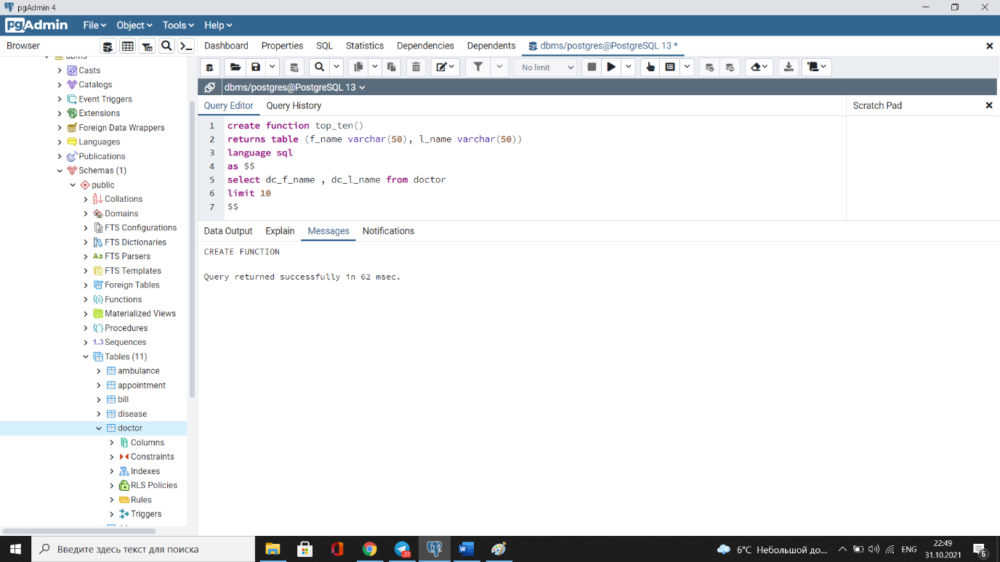 pgAdmin 4
pgAdmin File Object Tools Help
Browser
Dashboard Properties SQL Statistics Dependencies Dependents dbms/postgres@PostgreSQL 13 *
No limit
dbms/postgres@PostgreSQL 13
Query Editor Query History
Scratch Pad
dbms
Casts
Catalogs
Event Triggers
Extensions
Foreign Data Wrappers
Languages
Publications
Schemas (1)
public
Collations
Domains
FTS Configurations
FTS Dictionaries
Aa FTS Parsers
FTS Templates
Foreign Tables
Functions
Materialized Views
Procedures
1..3 Sequences
Tables (11)
ambulance
appointment
bill
disease
doctor
Columns
Constraints
Indexes
RLS Policies
Rules
Triggers
1 create function top_ten()
2 returns table (f_name varchar(50), l_name varchar(50))
3 language sql
4 as $$
5 select dc_f_name , dc_l_name from doctor
6 limit 10
7 $$
Data Output Explain Messages Notifications
CREATE FUNCTION
Query returned successfully in 62 msec.
Введите здесь текст для поиска
6°C Небольшой до...
ENG
22:49
31.10.2021
6